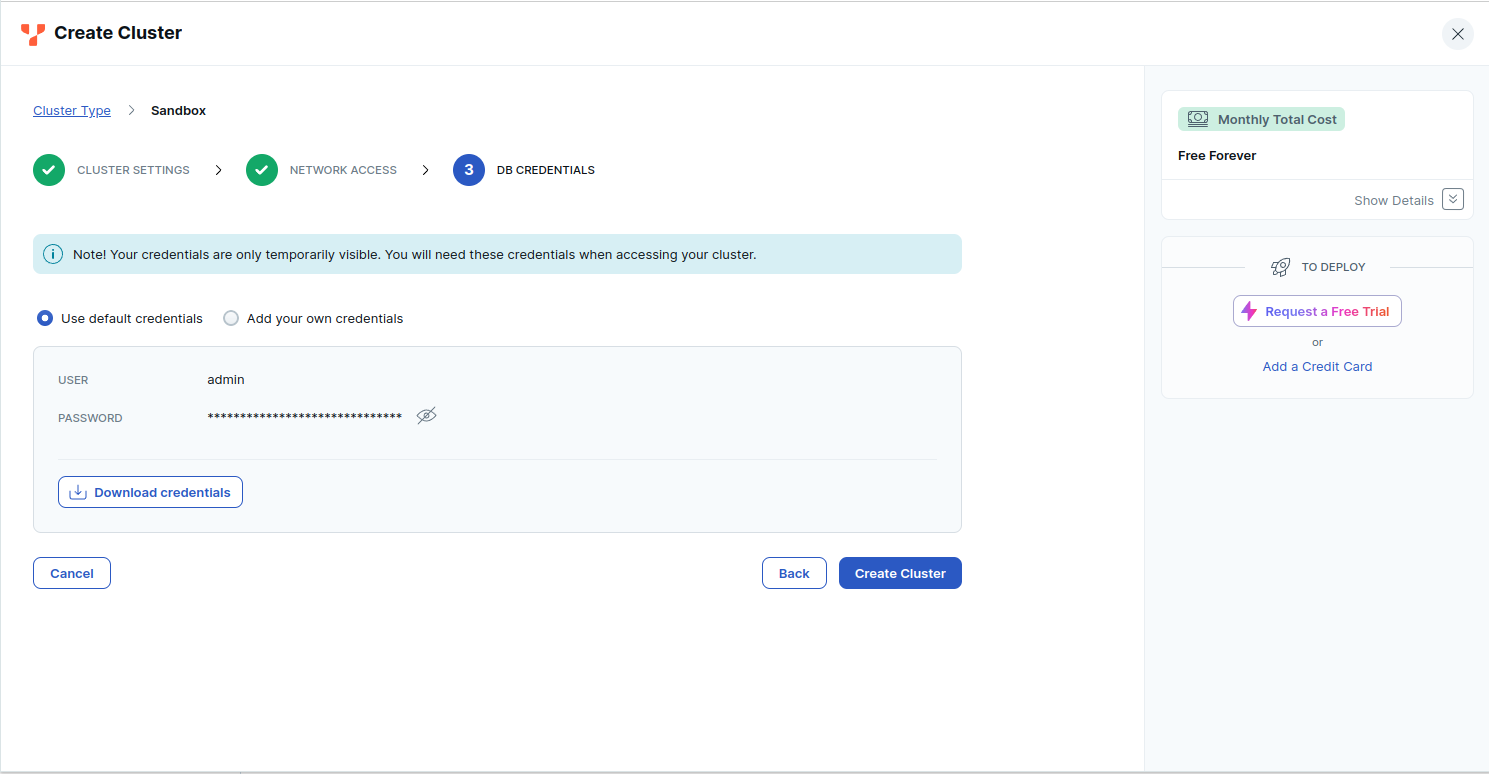 Create Cluster
Cluster Type > Sandbox
CLUSTER SETTINGS > NETWORK ACCESS > 3 DB CREDENTIALS
Note! Your credentials are only temporarily visible. You will need these credentials when accessing your cluster.
Use default credentials Add your own credentials
USER admin
PASSWORD ******************************
Download credentials
Cancel Back Create Cluster
Monthly Total Cost
Free Forever
Show Details
TO DEPLOY
Request a Free Trial
or
Add a Credit Card